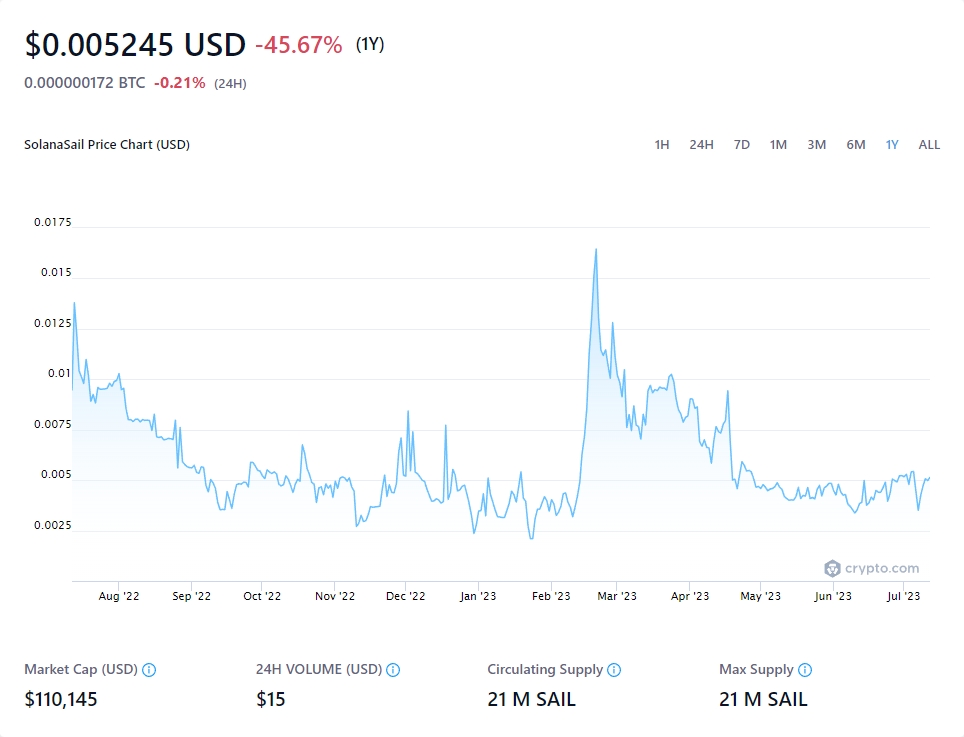 $0.005245 USD -45.67% (1Y)
0.000000172 BTC -0.21% (24H)
SolanaSail Price Chart (USD) 1H 24H 7D 1M 3M 6M 1Y ALL
0.0175
0.015
0.0125
0.01
0.0075
0.005
0.0025
crypto.com
Aug '22 Sep '22 Oct '22 Nov '22 Dec '22 Jan '23 Feb '23 Mar '23 Apr '23 May '23 Jun '23 Jul '23
Market Cap (USD) 24H VOLUME (USD) Circulating Supply Max Supply
$110,145 $15 21 M SAIL 21 M SAIL